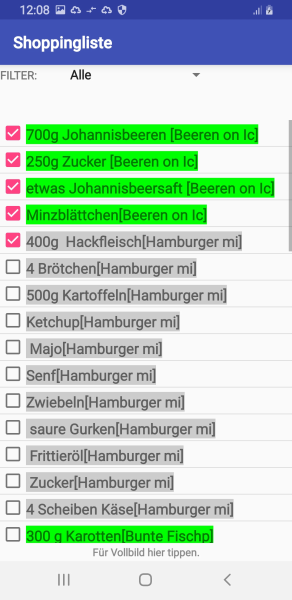 12:08
Shoppingliste
FILTER: Alle
700g Johannisbeeren [Beeren on Ic]
250g Zucker [Beeren on Ic]
etwas Johannisbeersaft [Beeren on Ic]
Minzblättchen[Beeren on Ic]
400g Hackfleisch[Hamburger mi]
4 Brötchen[Hamburger mi]
500g Kartoffeln[Hamburger mi]
Ketchup[Hamburger mi]
Majo[Hamburger mi]
Senf[Hamburger mi]
Zwiebeln[Hamburger mi]
saure Gurken[Hamburger mi]
Frittieröl[Hamburger mi]
Zucker[Hamburger mi]
4 Scheiben Käse[Hamburger mi]
300 g Karotten[Bunte Fischp]
Für Vollbild hier tippen.